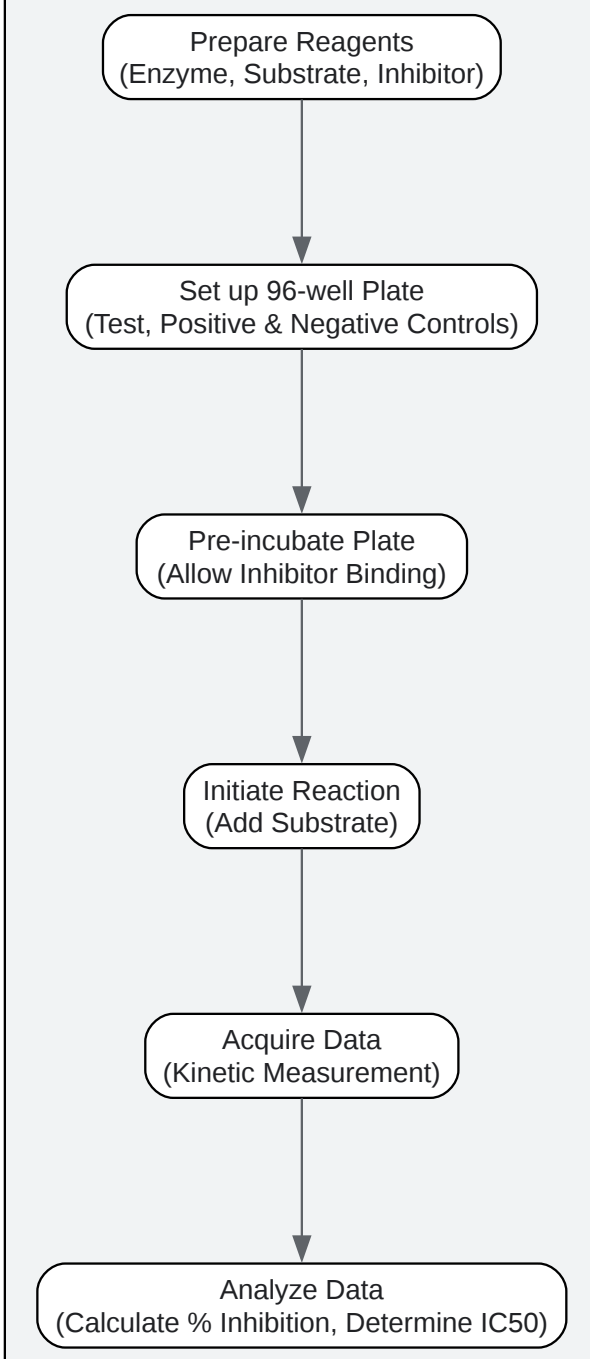 Prepare Reagents
(Enzyme, Substrate, Inhibitor)
Set up 96-well Plate
(Test, Positive & Negative Controls)
Pre-incubate Plate
(Allow Inhibitor Binding)
Initiate Reaction
(Add Substrate)
Acquire Data
(Kinetic Measurement)
Analyze Data
(Calculate % Inhibition, Determine IC50)